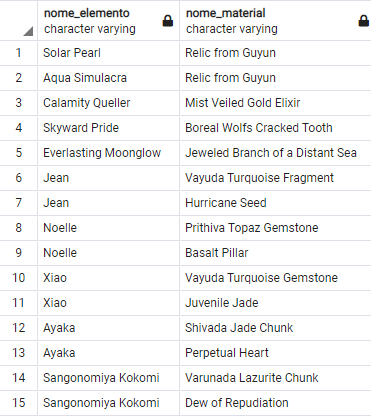 nome_elemento nome_material
character varying character varying
1 Solar Pearl Relic from Guyun
2 Aqua Simulacra Relic from Guyun
3 Calamity Queller Mist Veiled Gold Elixir
4 Skyward Pride Boreal Wolfs Cracked Tooth
5 Everlasting Moonglow Jeweled Branch of a Distant Sea
6 Jean Vayuda Turquoise Fragment
7 Jean Hurricane Seed
8 Noelle Prithiva Topaz Gemstone
9 Noelle Basalt Pillar
10 Xiao Vayuda Turquoise Gemstone
11 Xiao Juvenile Jade
12 Ayaka Shivada Jade Chunk
13 Ayaka Perpetual Heart
14 Sangonomiya Kokomi Varunada Lazurite Chunk
15 Sangonomiya Kokomi Dew of Repudiation